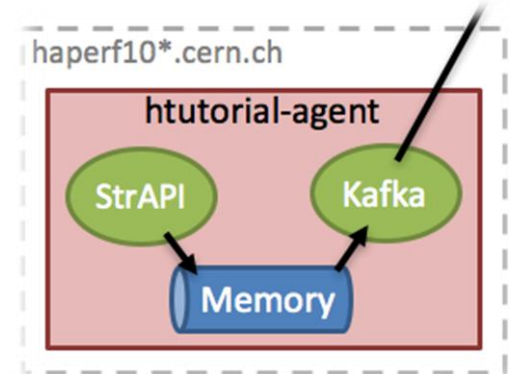 haperf10*.cern.ch
htutorial-agent
StrAPI
Kafka
Memory